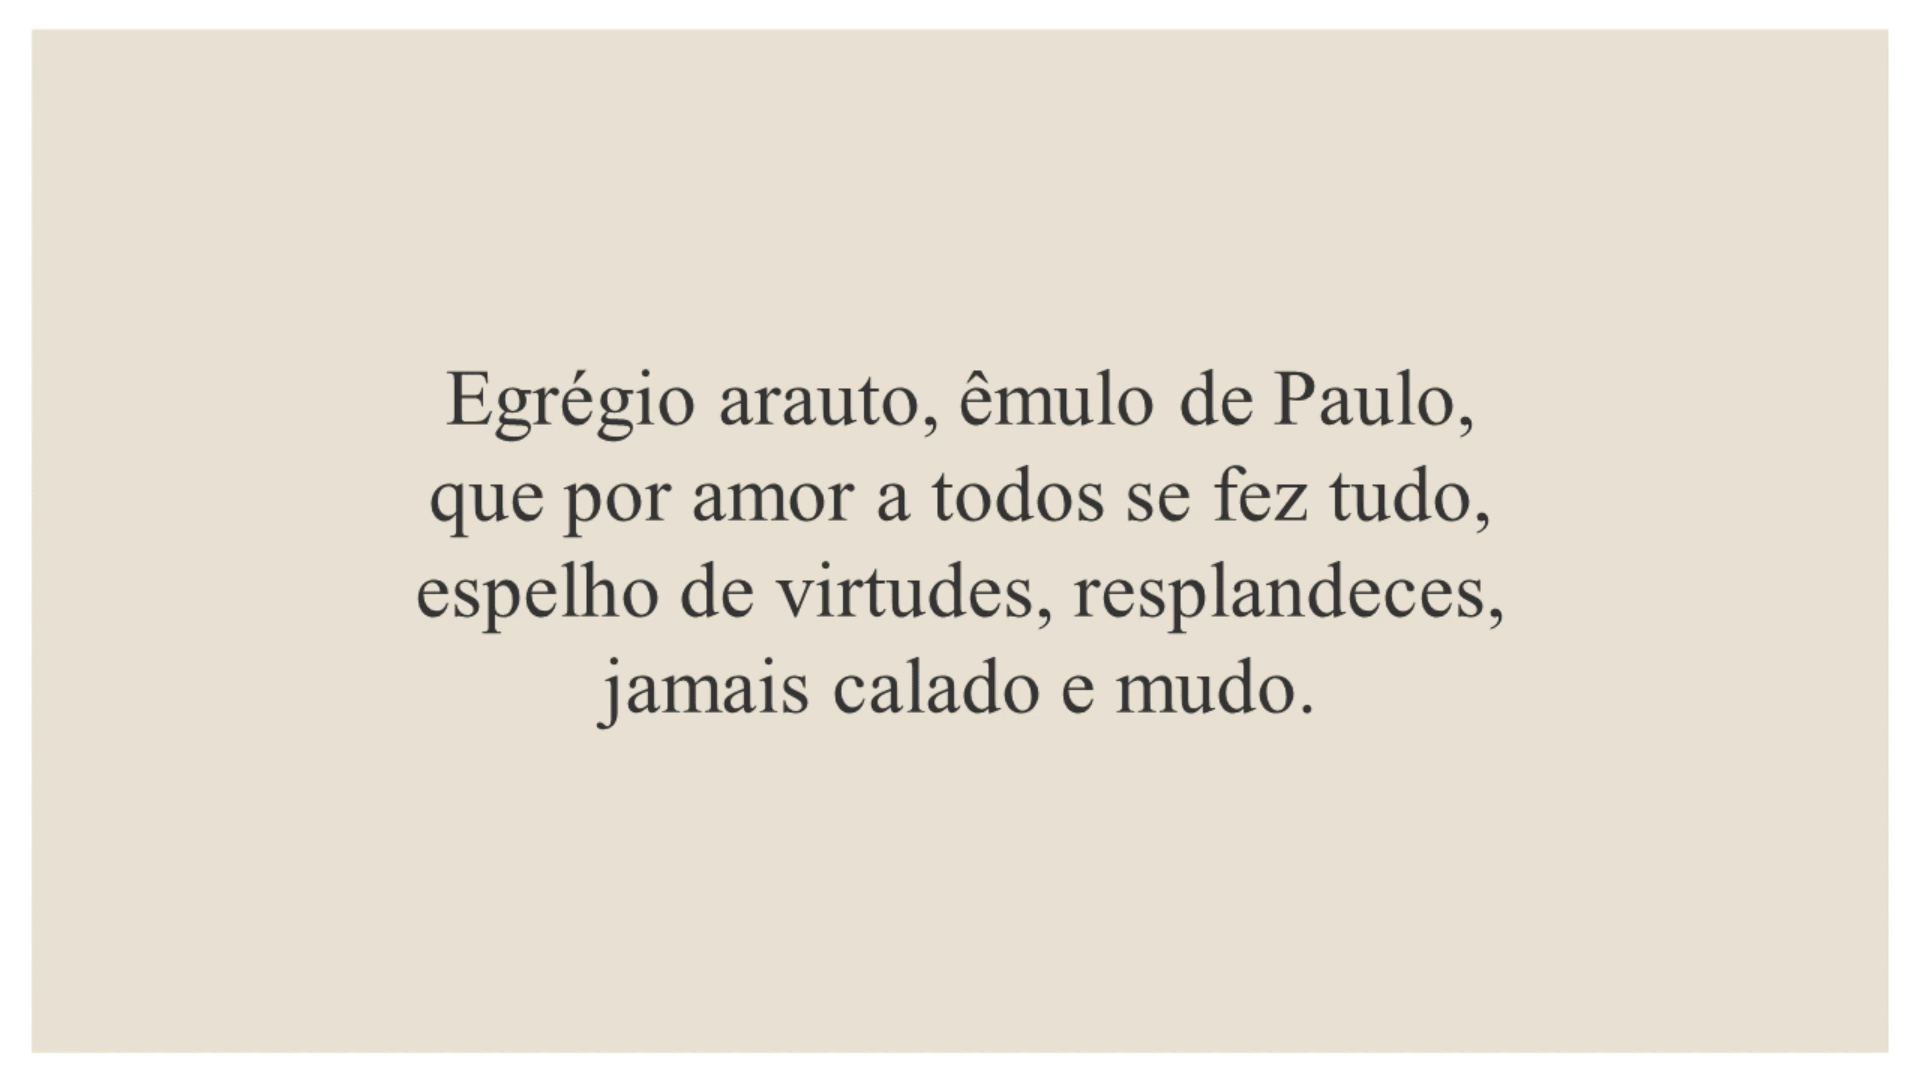 Egrégio arauto, êmulo de Paulo,
que por amor a todos se fez tudo,
espelho de virtudes, resplandeces,
jamais calado e mudo.